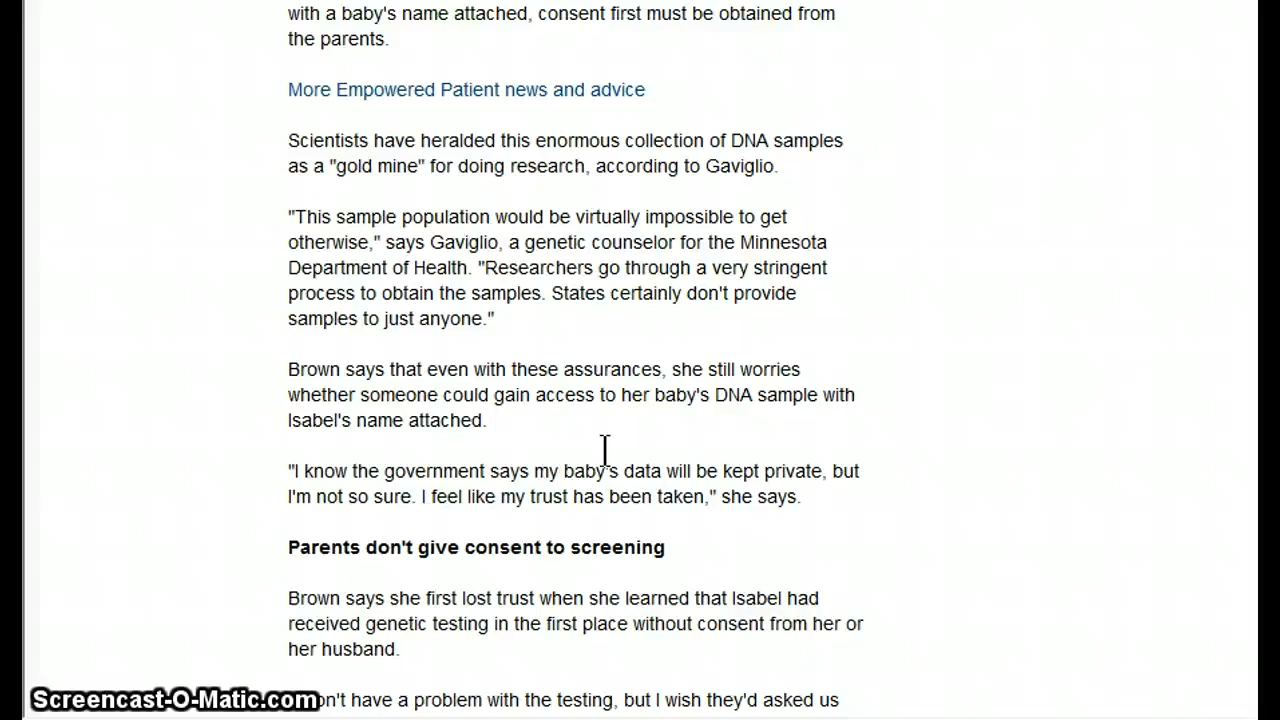 with a baby's name attached, consent first must be obtained from
the parents.
More Empowered Patient news and advice
Scientists have heralded this enormous collection of DNA samples
as a "gold mine" for doing research, according to Gaviglio.
"This sample population would be virtually impossible to get
otherwise," says Gaviglio, a genetic counselor for the Minnesota
Department of Health. "Researchers go through a very stringent
process to obtain the samples. States certainly don't provide
samples to just anyone."
Brown says that even with these assurances, she still worries
whether someone could gain access to her baby's DNA sample with
Isabel's name attached.
"I know the government says my baby's data will be kept private, but
I'm not so sure. I feel like my trust has been taken," she says.
Parents don't give consent to screening
Brown says she first lost trust when she learned that Isabel had
received genetic testing in the first place without consent from her or
her husband.
have a problem with the testing, but I wish they'd asked us
Screencast-O-Matic.com